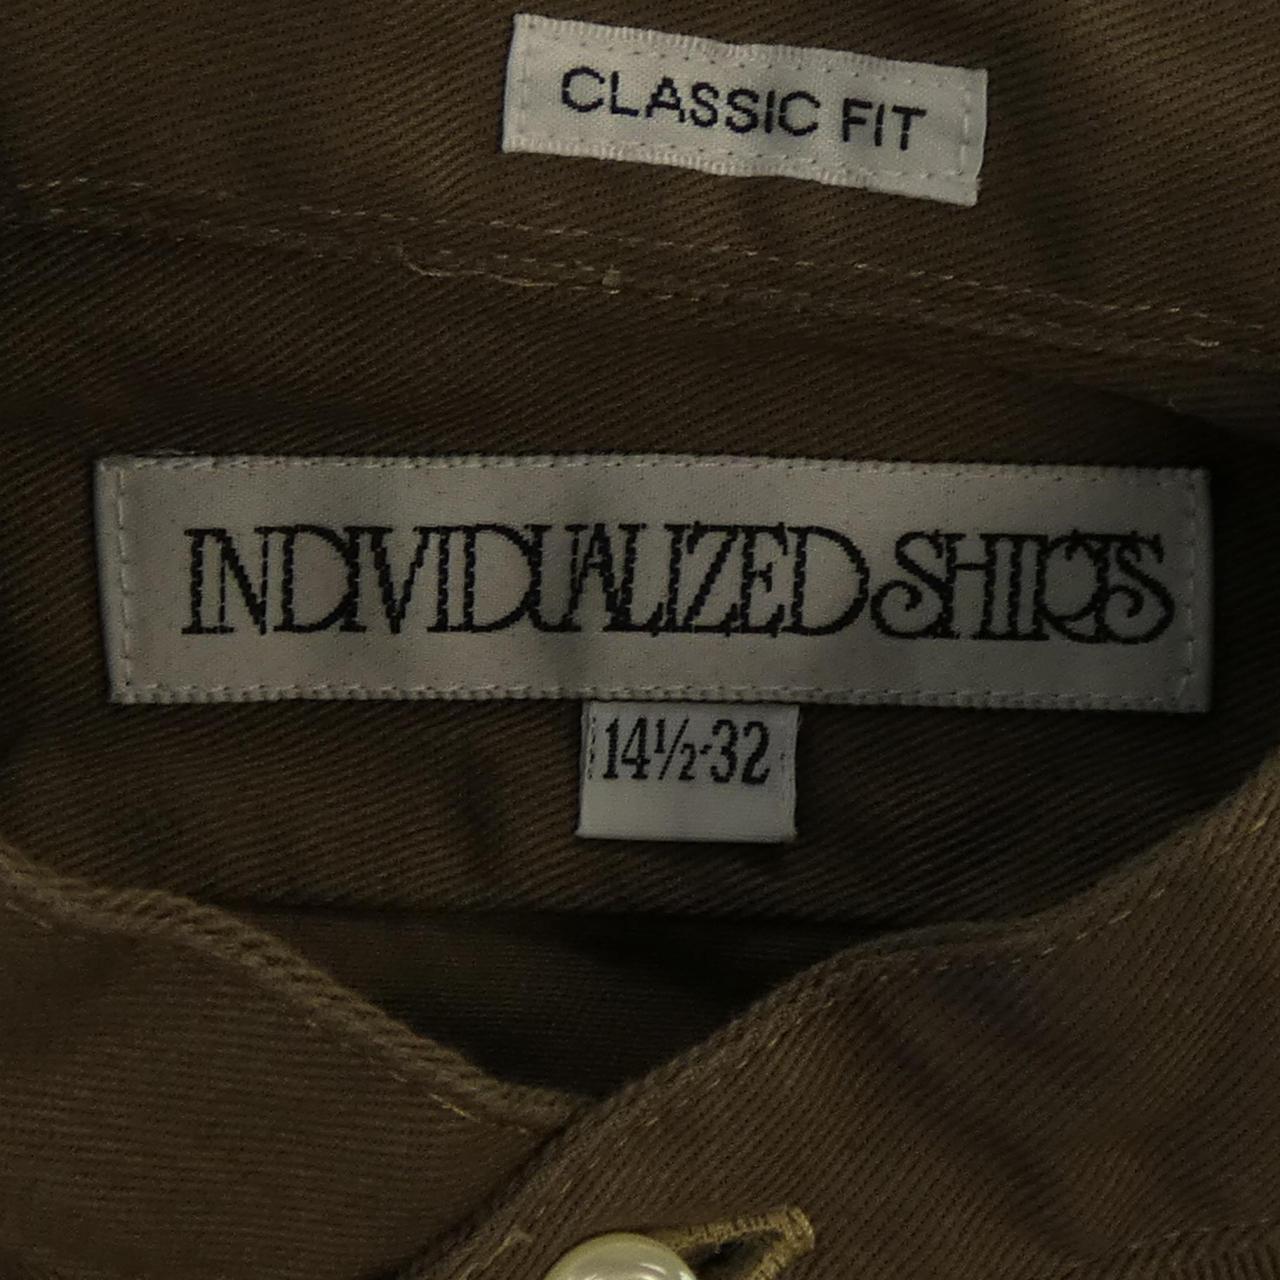 CLASSIC FIT
INDIVIDUALIZED SHIRTS
14½-32